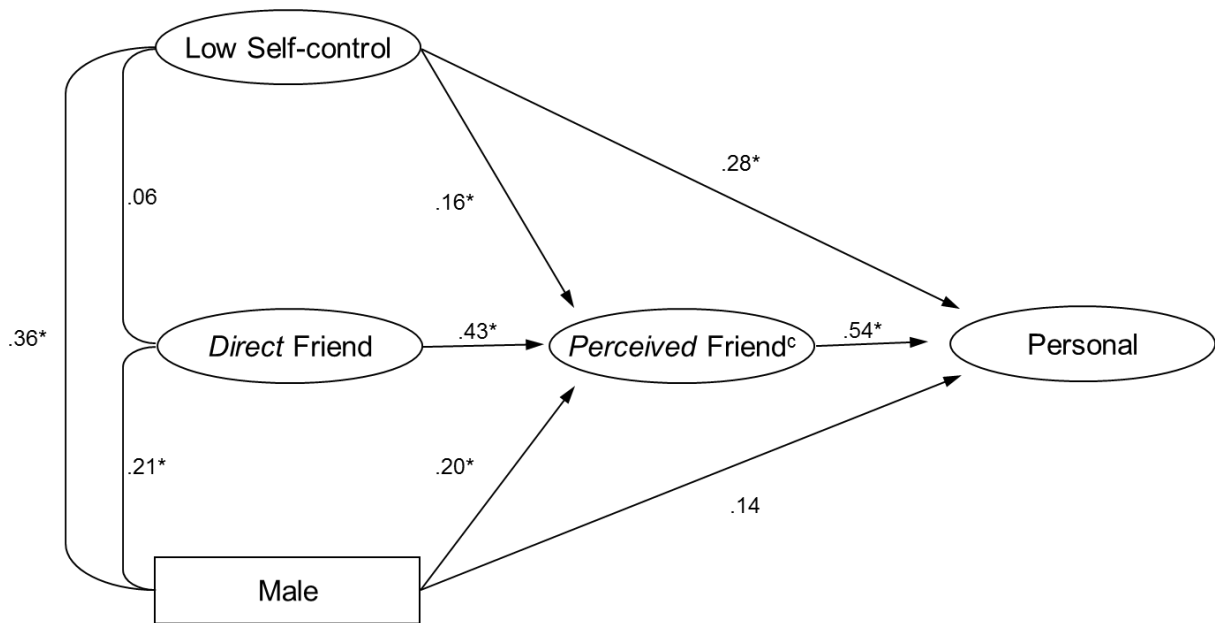 Low Self-control
.28*
.06
.16*
.36*
Direct Friend
.43*
Perceived Friendᶜ
.54*
Personal
.21*
.20*
.14
Male